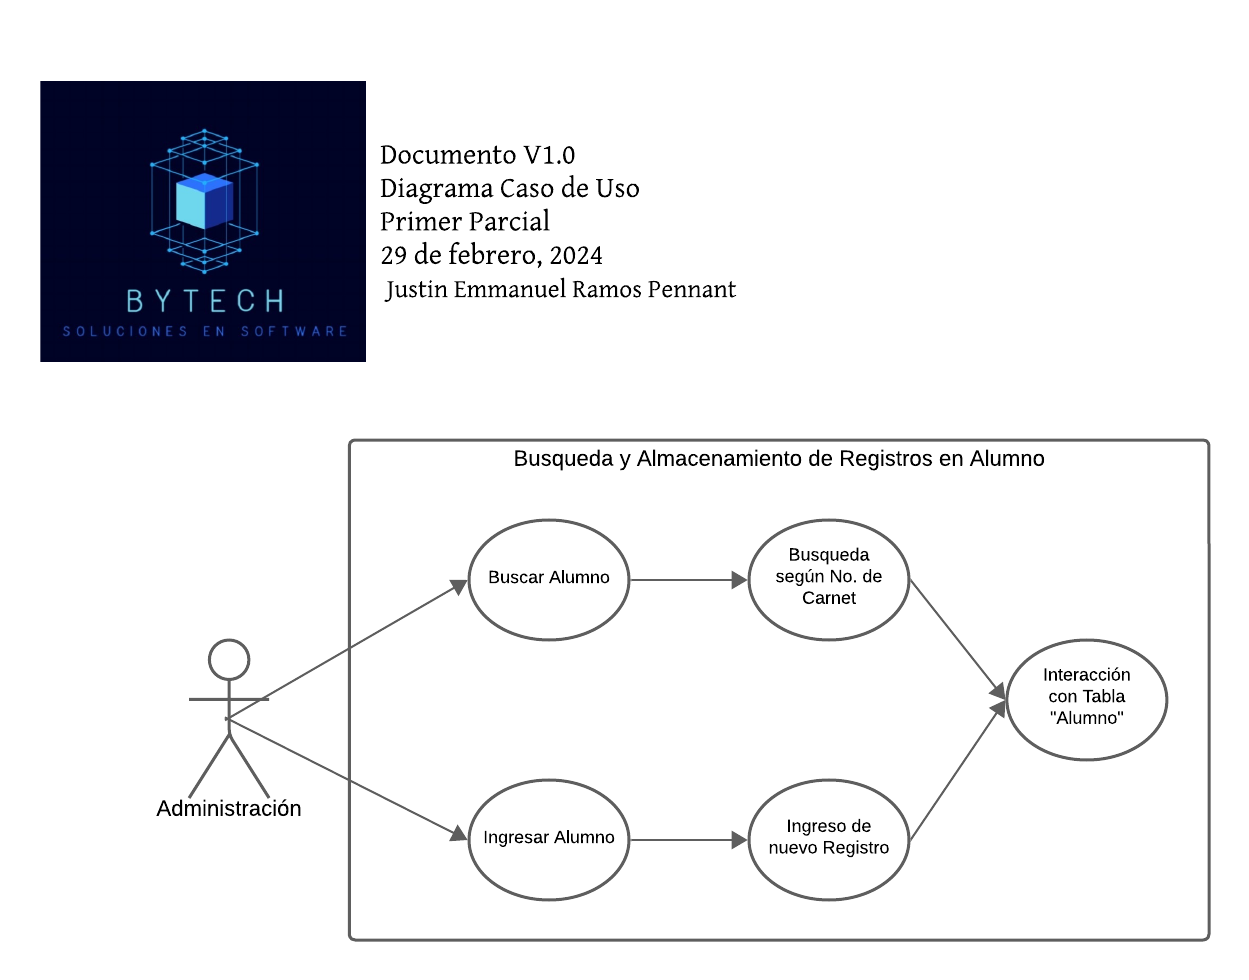 BYTECH
SOLUCIONES EN SOFTWARE
Documento V1.0
Diagrama Caso de Uso
Primer Parcial
29 de febrero, 2024
Justin Emmanuel Ramos Pennant
Busqueda y Almacenamiento de Registros en Alumno
Buscar Alumno
Busqueda
según No. de
Carnet
Interacción
con Tabla
"Alumno"
Administración
Ingresar Alumno
Ingreso de
nuevo Registro